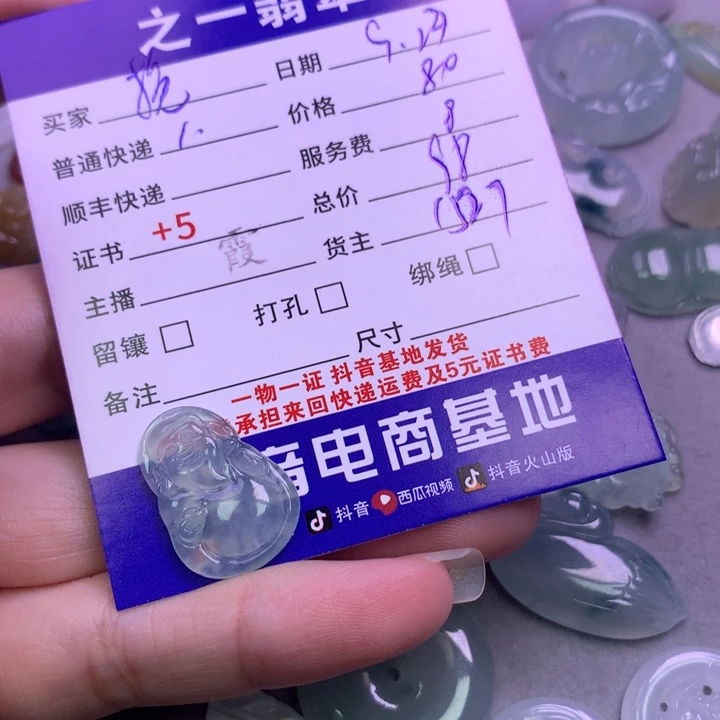 之一翡翠
买家 日期 9.29
普通快递 价格 80
顺丰快递 服务费 8
证书 +5 总价 98
主播 霞 货主
留镶 打孔 绑绳
备注 尺寸
一物一证 抖音基地发货
承担来回快递运费及5元证书费
音电商基地
抖音 西瓜视频 抖音火山版